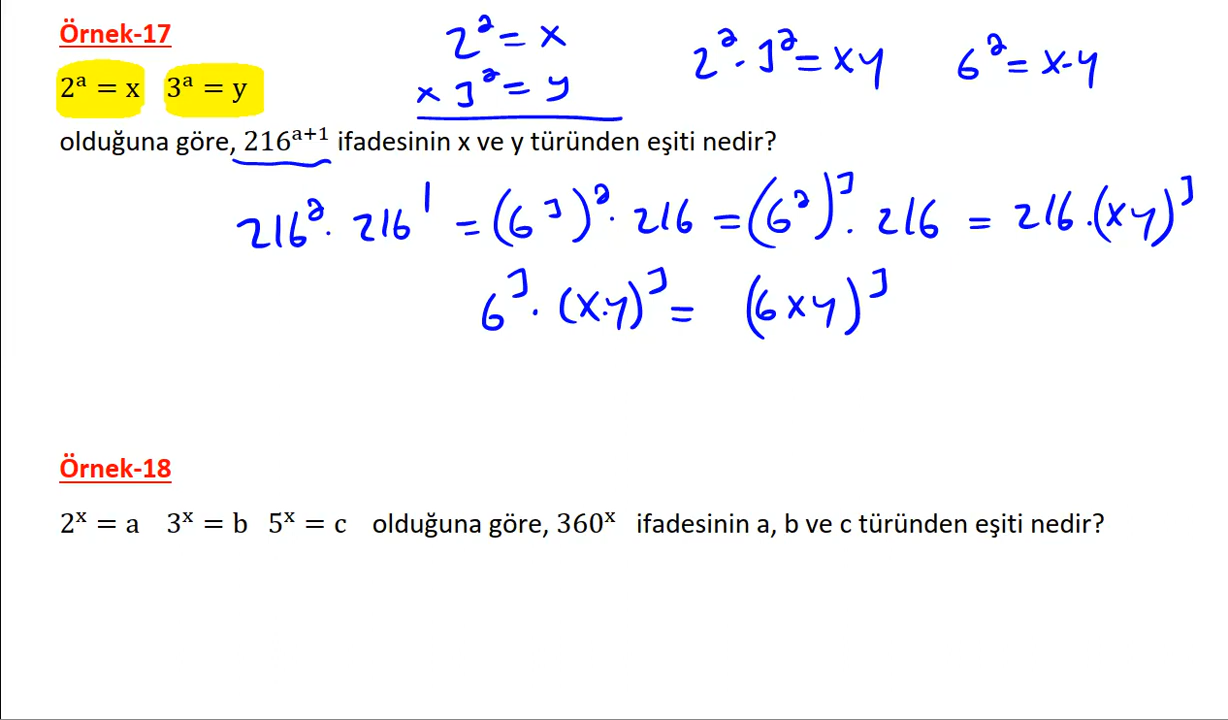 Örnek-17
2ᵃ = x 3ᵃ = y
2ᵃ = x
x 3ᵃ = y
2ᵃ · 3ᵃ = xy 6ᵃ = x·y
olduğuna göre, 216ᵃ⁺¹ ifadesinin x ve y türünden eşiti nedir?
216ᵃ · 216¹ = (6³)ᵃ · 216 = (6ᵃ)³ · 216 = 216 · (xy)³
6³ · (x·y)³ = (6xy)³
Örnek-18
2ˣ = a 3ˣ = b 5ˣ = c olduğuna göre, 360ˣ ifadesinin a, b ve c türünden eşiti nedir?